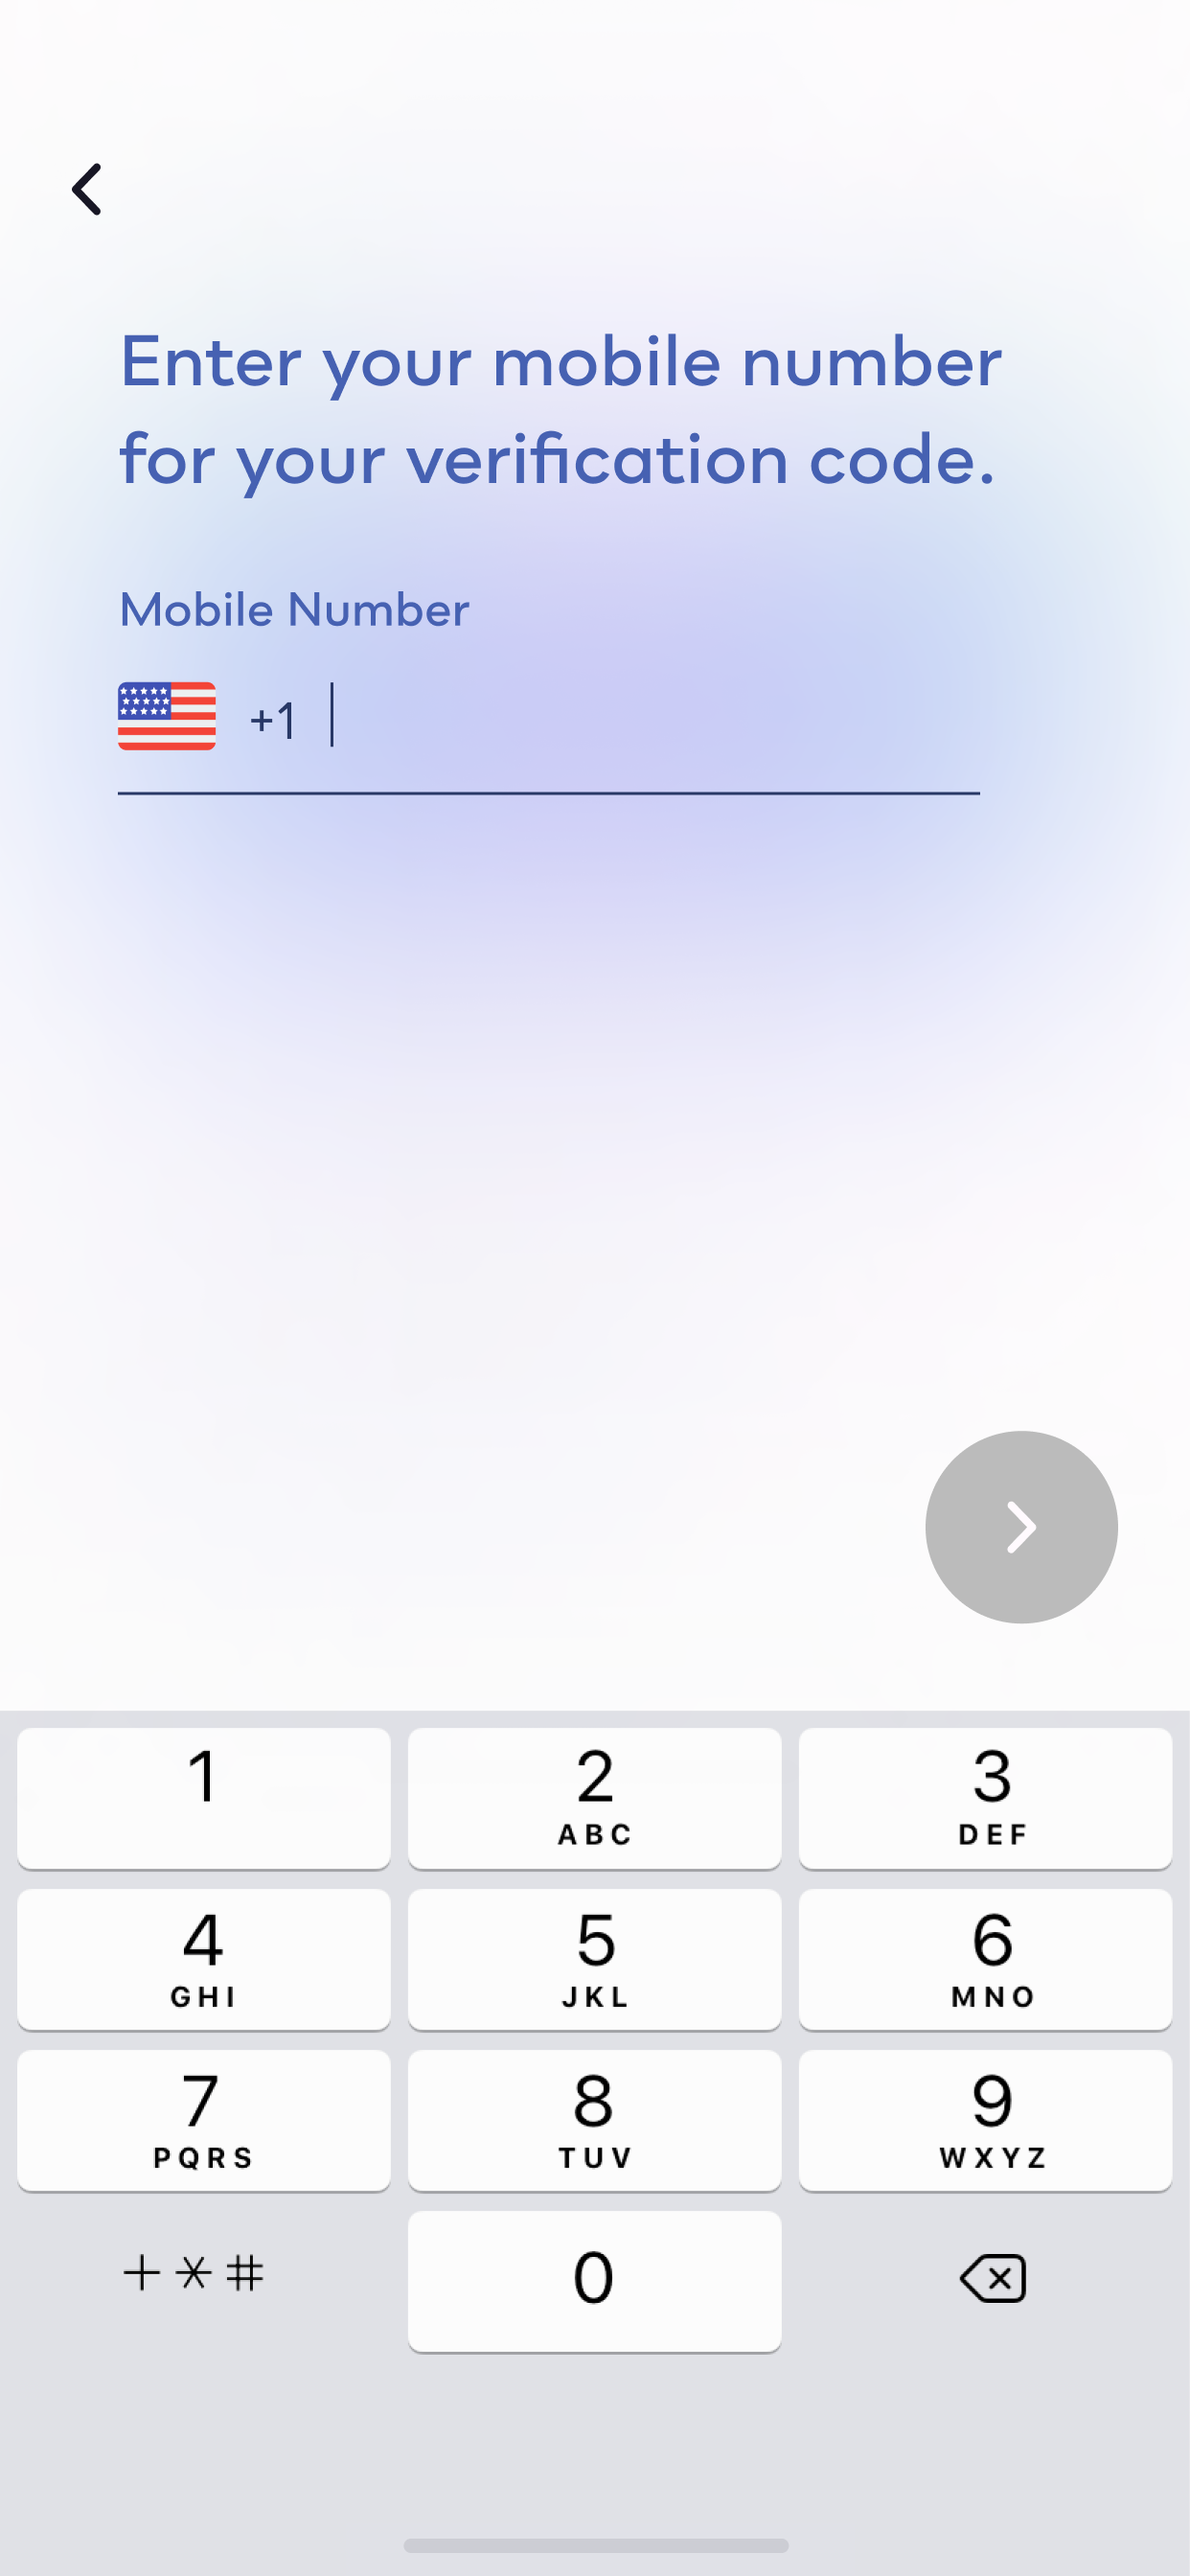 Enter your mobile number
for your verification code.
Mobile Number
+1
1
2
ABC
3
DEF
4
GHI
5
JKL
6
MNO
7
PQRS
8
TUV
9
WXYZ
+*#
0